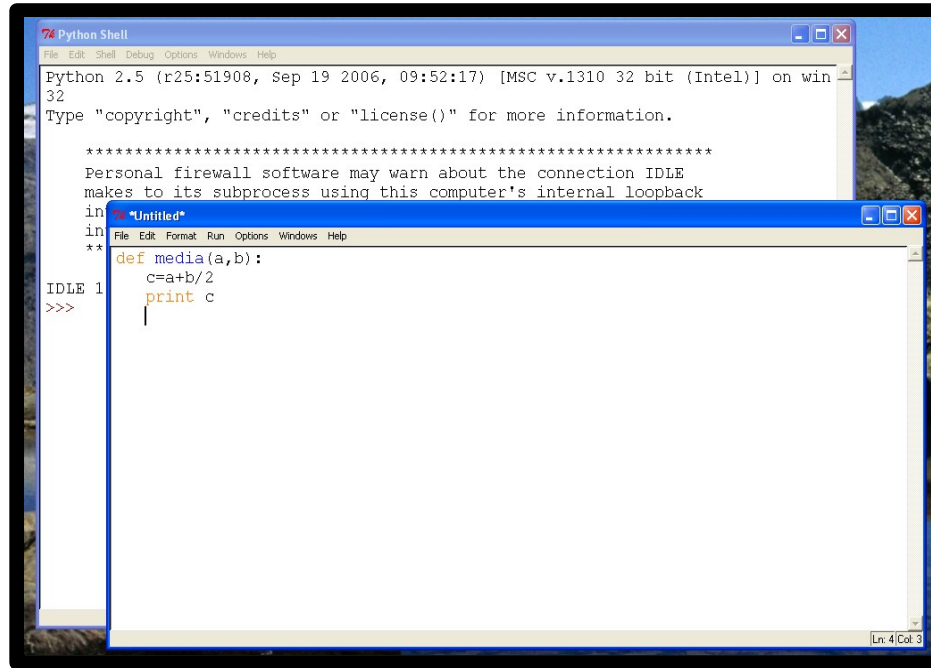 Python Shell
File Edit Shell Debug Options Windows Help
Python 2.5 (r25:51908, Sep 19 2006, 09:52:17) [MSC v.1310 32 bit (Intel)] on win
32
Type "copyright", "credits" or "license()" for more information.
****************************************************************
Personal firewall software may warn about the connection IDLE
makes to its subprocess using this computer's internal loopback
in
in
**
IDLE 1
>>>
*Untitled*
File Edit Format Run Options Windows Help
def media(a,b):
c=a+b/2
print c
Ln: 4 Col: 3